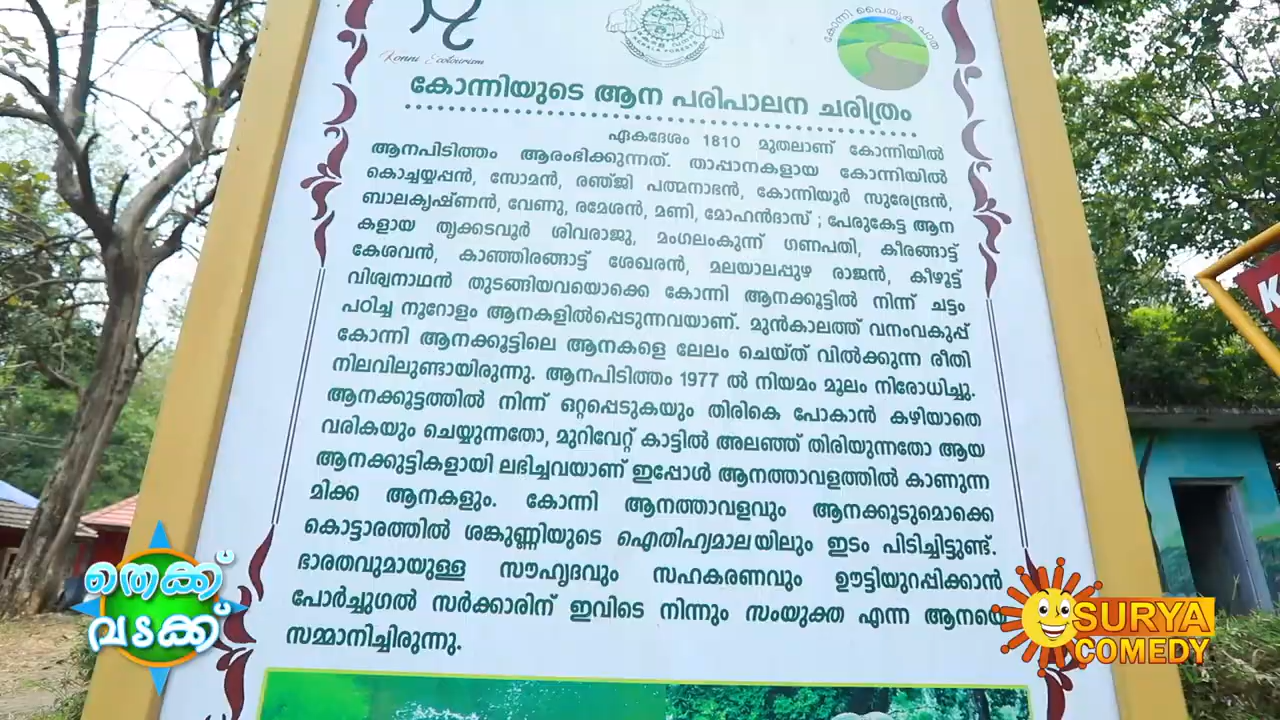 Konni Ecotourism
കോന്നി പൈതൃക പാത
കോന്നിയുടെ ആന പരിപാലന ചരിത്രം
ഏകദേശം 1810 മുതലാണ് കോന്നിയിൽ
ആനപിടിത്തം ആരംഭിക്കുന്നത്. താപ്പാനകളായ കോന്നിയിൽ
കൊച്ചയ്യപ്പൻ, സോമൻ, രഞ്ജി പത്മനാഭൻ, കോന്നിയൂർ സുരേന്ദ്രൻ,
ബാലകൃഷ്ണൻ, വേണു, രമേശൻ, മണി, മോഹൻദാസ് ; പേരുകേട്ട ആന
കളായ തൃക്കടവൂർ ശിവരാജു, മംഗലംകുന്ന് ഗണപതി, കീരങ്ങാട്ട്
കേശവൻ, കാഞ്ഞിരങ്ങാട്ട് ശേഖരൻ, മലയാലപ്പുഴ രാജൻ, കീഴൂട്ട്
വിശ്വനാഥൻ തുടങ്ങിയവയൊക്കെ കോന്നി ആനക്കൂട്ടിൽ നിന്ന് ചട്ടം
പഠിച്ച നൂറോളം ആനകളിൽപ്പെടുന്നവയാണ്. മുൻകാലത്ത് വനംവകുപ്പ്
കോന്നി ആനക്കൂട്ടിലെ ആനകളെ ലേലം ചെയ്ത് വിൽക്കുന്ന രീതി
നിലവിലുണ്ടായിരുന്നു. ആനപിടിത്തം 1977 ൽ നിയമം മൂലം നിരോധിച്ചു.
ആനക്കൂട്ടത്തിൽ നിന്ന് ഒറ്റപ്പെടുകയും തിരികെ പോകാൻ കഴിയാതെ
വരികയും ചെയ്യുന്നതോ, മുറിവേറ്റ് കാട്ടിൽ അലഞ്ഞ് തിരിയുന്നതോ ആയ
ആനക്കുട്ടികളായി ലഭിച്ചവയാണ് ഇപ്പോൾ ആനത്താവളത്തിൽ കാണുന്ന
മിക്ക ആനകളും. കോന്നി ആനത്താവളവും ആനക്കൂടുമൊക്കെ
കൊട്ടാരത്തിൽ ശങ്കുണ്ണിയുടെ ഐതിഹ്യമാലയിലും ഇടം പിടിച്ചിട്ടുണ്ട്.
ഭാരതവുമായുള്ള സൗഹൃദവും സഹകരണവും ഊട്ടിയുറപ്പിക്കാൻ
പോർച്ചുഗൽ സർക്കാരിന് ഇവിടെ നിന്നും സംയുക്ത എന്ന ആനയെ
സമ്മാനിച്ചിരുന്നു.
തെക്ക്
വടക്ക്
SURYA
COMEDY